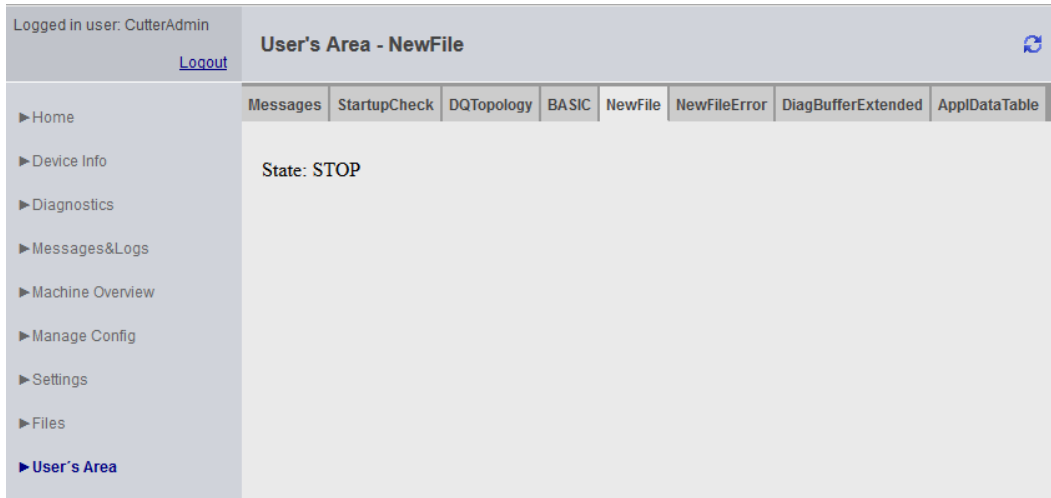 Logged in user: CutterAdmin
Logout
User's Area - NewFile
Messages StartupCheck DQTopology BASIC NewFile NewFileError DiagBufferExtended ApplDataTable
►Home
►Device Info
►Diagnostics
►Messages&Logs
►Machine Overview
►Manage Config
►Settings
►Files
►User´s Area
State: STOP